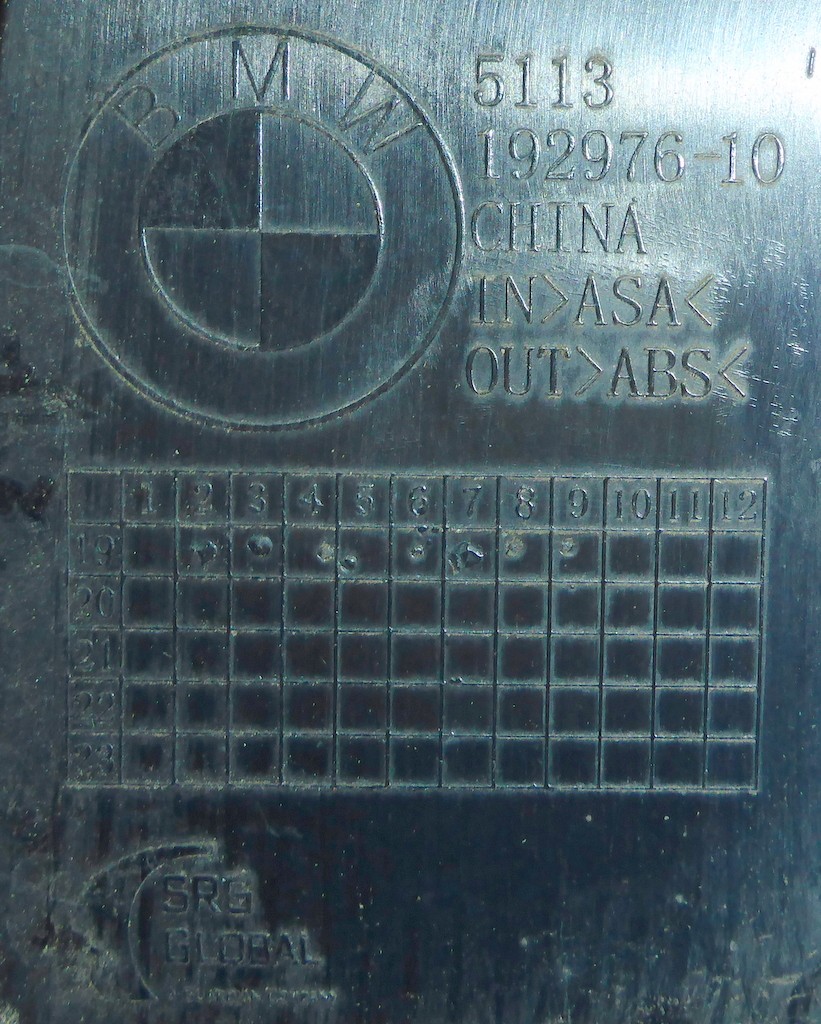 BMW
5113
192976-10
CHINA
IN>ASA<
OUT>ABS<
1 2 3 4 5 6 7 8 9 10 11 12
19
20
21
22
23
SRG
GLOBAL